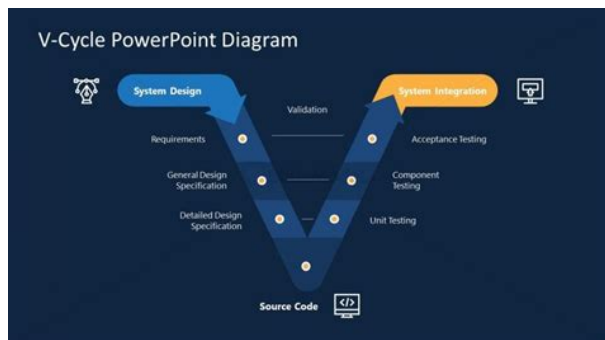 V-Cycle PowerPoint Diagram
System Design
System Integration
Validation
Requirements
Acceptance Testing
General Design
Specification
Component
Testing
Detailed Design
Specification
Unit Testing
Source Code
</>